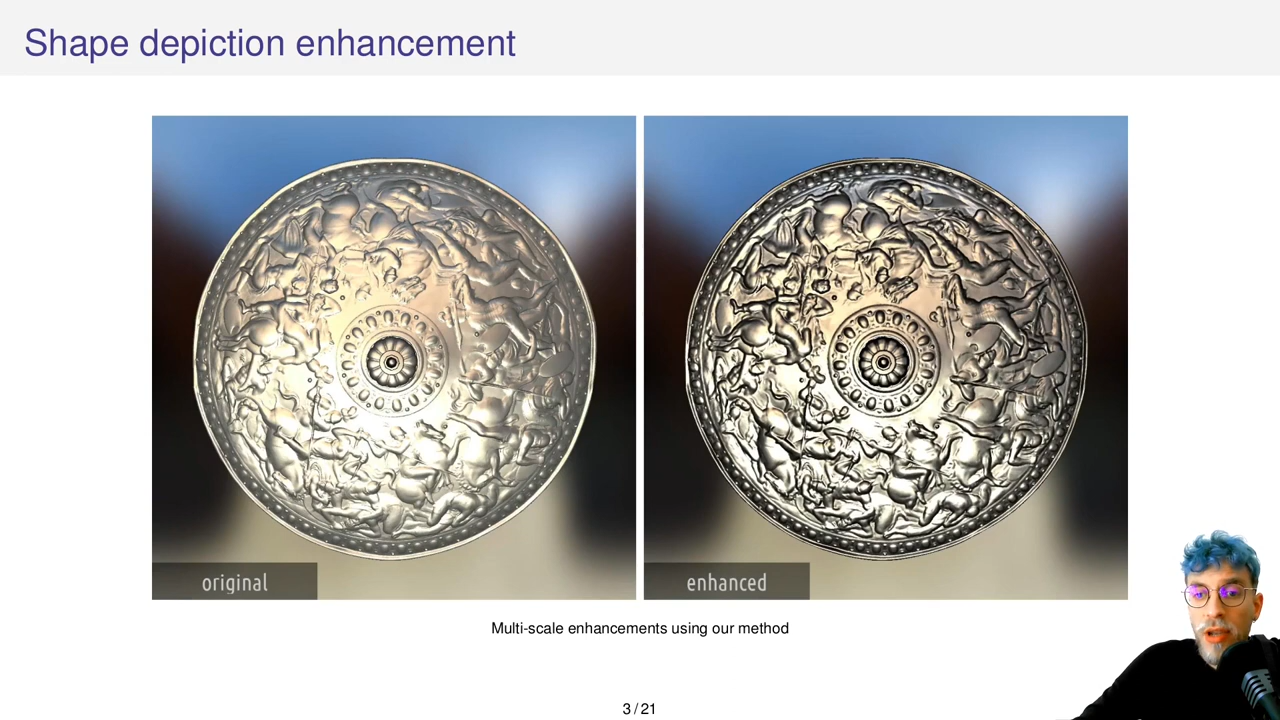 Shape depiction enhancement
original
enhanced
Multi-scale enhancements using our method
3 / 21